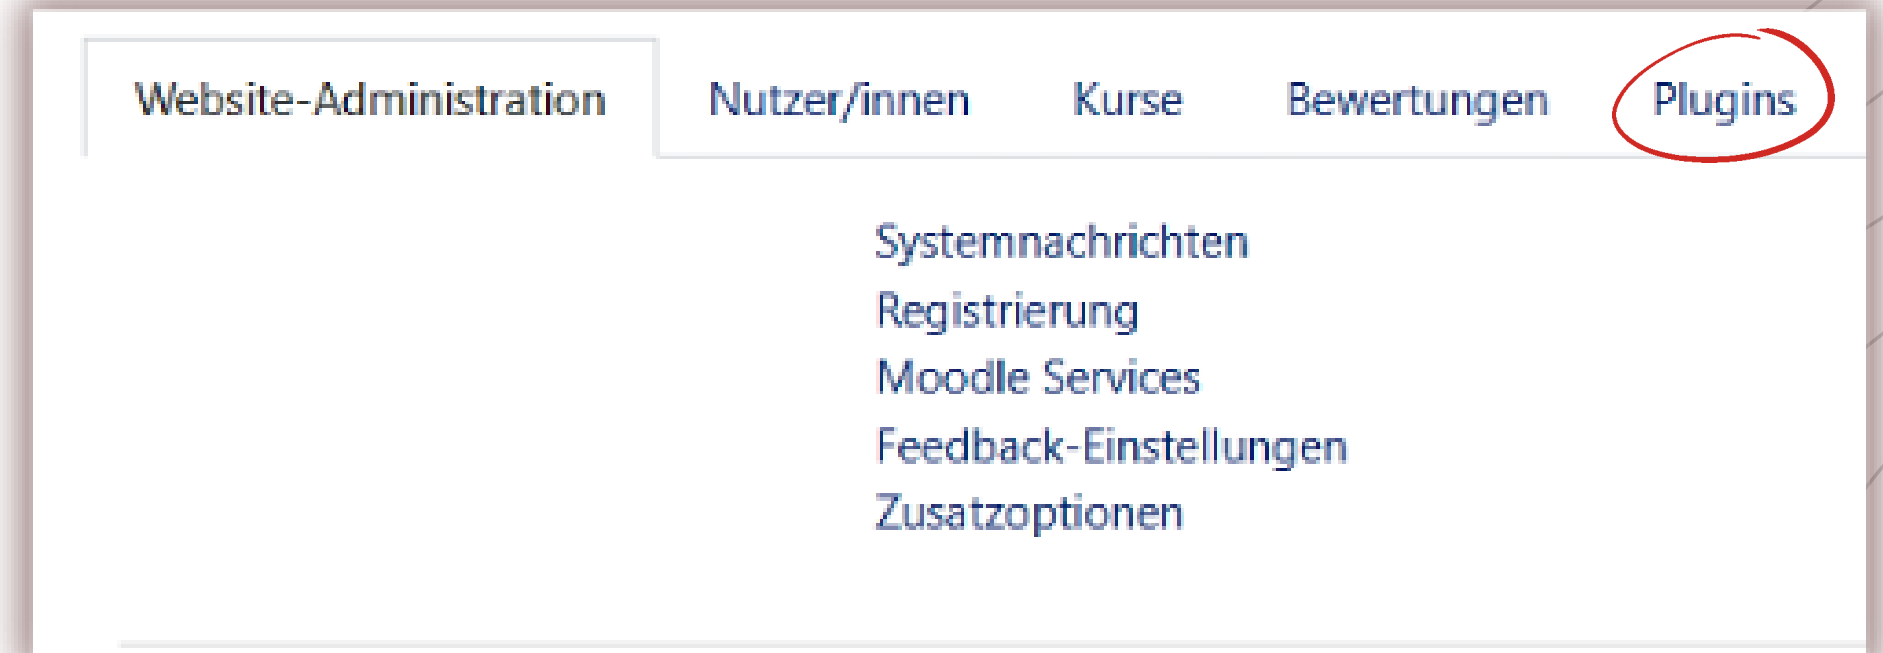 Website-Administration Nutzer/innen Kurse Bewertungen Plugins
Systemnachrichten
Registrierung
Moodle Services
Feedback-Einstellungen
Zusatzoptionen